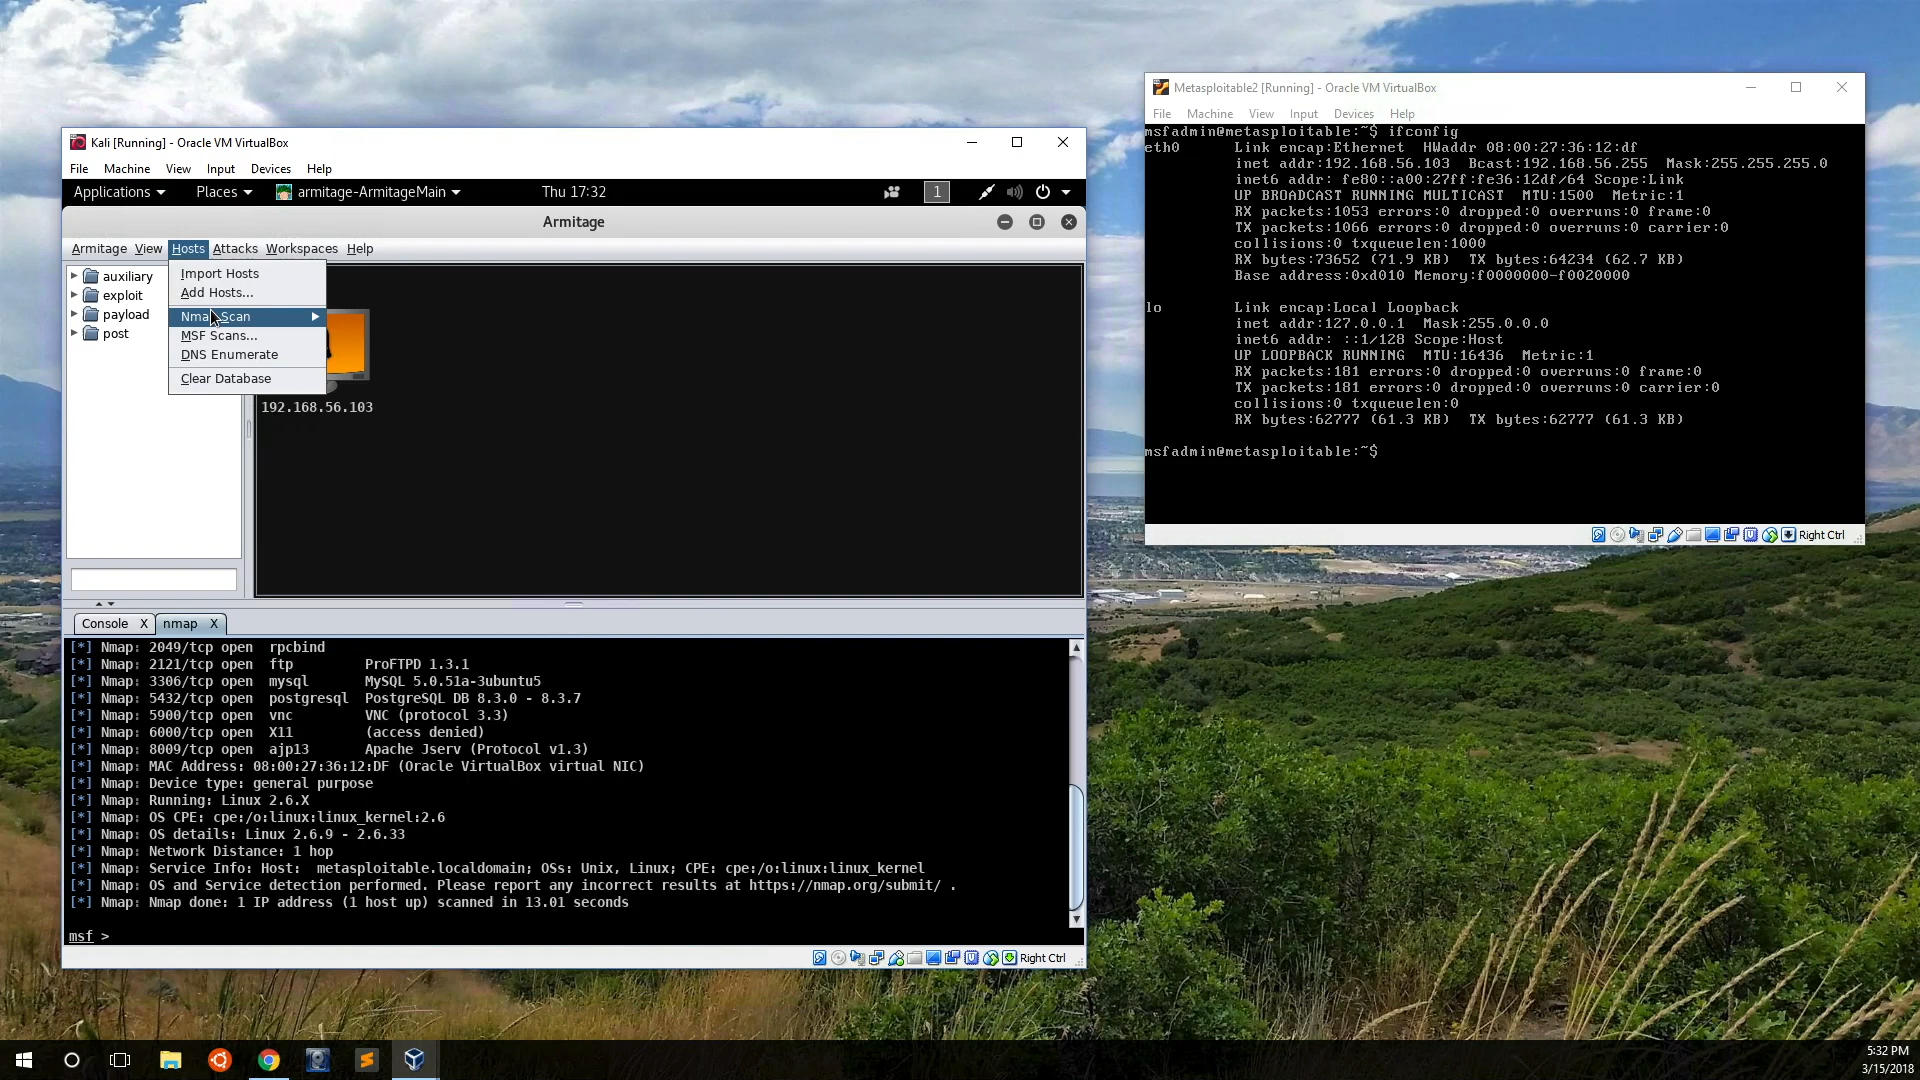 Kali [Running] - Oracle VM VirtualBox
File Machine View Input Devices Help
Applications Places armitage-ArmitageMain Thu 17:32 1
Armitage
Armitage View Hosts Attacks Workspaces Help
auxiliary
exploit
payload
post
Import Hosts
Add Hosts...
Nmap Scan
MSF Scans...
DNS Enumerate
Clear Database
192.168.56.103
Console X nmap X
[*] Nmap: 2049/tcp open rpcbind
[*] Nmap: 2121/tcp open ftp ProFTPD 1.3.1
[*] Nmap: 3306/tcp open mysql MySQL 5.0.51a-3ubuntu5
[*] Nmap: 5432/tcp open postgresql PostgreSQL DB 8.3.0 - 8.3.7
[*] Nmap: 5900/tcp open vnc VNC (protocol 3.3)
[*] Nmap: 6000/tcp open X11 (access denied)
[*] Nmap: 8009/tcp open ajp13 Apache Jserv (Protocol v1.3)
[*] Nmap: MAC Address: 08:00:27:36:12:DF (Oracle VirtualBox virtual NIC)
[*] Nmap: Device type: general purpose
[*] Nmap: Running: Linux 2.6.X
[*] Nmap: OS CPE: cpe:/o:linux:linux_kernel:2.6
[*] Nmap: OS details: Linux 2.6.9 - 2.6.33
[*] Nmap: Network Distance: 1 hop
[*] Nmap: Service Info: Host: metasploitable.localdomain; OSs: Unix, Linux; CPE: cpe:/o:linux:linux_kernel
[*] Nmap: OS and Service detection performed. Please report any incorrect results at https://nmap.org/submit/ .
[*] Nmap: Nmap done: 1 IP address (1 host up) scanned in 13.01 seconds
msf >
Right Ctrl
Metasploitable2 [Running] - Oracle VM VirtualBox
File Machine View Input Devices Help
msfadmin@metasploitable:~$ ifconfig
eth0 Link encap:Ethernet HWaddr 08:00:27:36:12:df
inet addr:192.168.56.103 Bcast:192.168.56.255 Mask:255.255.255.0
inet6 addr: fe80::a00:27ff:fe36:12df/64 Scope:Link
UP BROADCAST RUNNING MULTICAST MTU:1500 Metric:1
RX packets:1053 errors:0 dropped:0 overruns:0 frame:0
TX packets:1066 errors:0 dropped:0 overruns:0 carrier:0
collisions:0 txqueuelen:1000
RX bytes:73652 (71.9 KB) TX bytes:64234 (62.7 KB)
Base address:0xd010 Memory:f0000000-f0020000
lo Link encap:Local Loopback
inet addr:127.0.0.1 Mask:255.0.0.0
inet6 addr: ::1/128 Scope:Host
UP LOOPBACK RUNNING MTU:16436 Metric:1
RX packets:181 errors:0 dropped:0 overruns:0 frame:0
TX packets:181 errors:0 dropped:0 overruns:0 carrier:0
collisions:0 txqueuelen:0
RX bytes:62777 (61.3 KB) TX bytes:62777 (61.3 KB)
msfadmin@metasploitable:~$
Right Ctrl
5:32 PM
3/15/2018